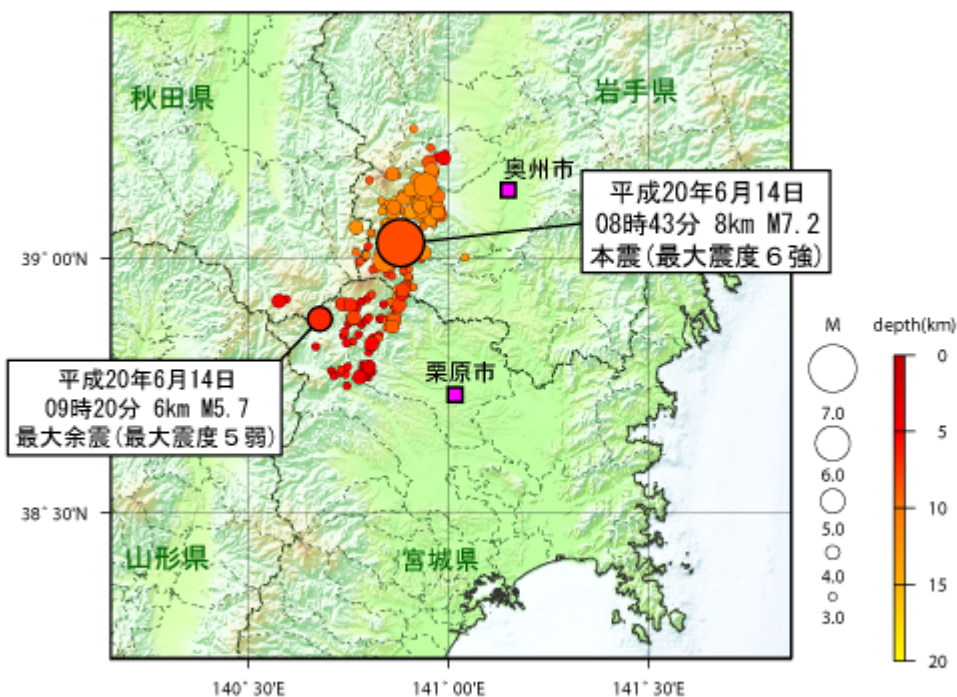 秋田県
岩手県
奥州市
平成20年6月14日
08時43分 8km M7.2
本震(最大震度6強)
39°00'N
平成20年6月14日
09時20分 6km M5.7
最大余震(最大震度5弱)
栗原市
38°30'N
山形県
宮城県
140°30'E
141°00'E
141°30'E
M
7.0
6.0
5.0
4.0
3.0
depth(km)
0
5
10
15
20